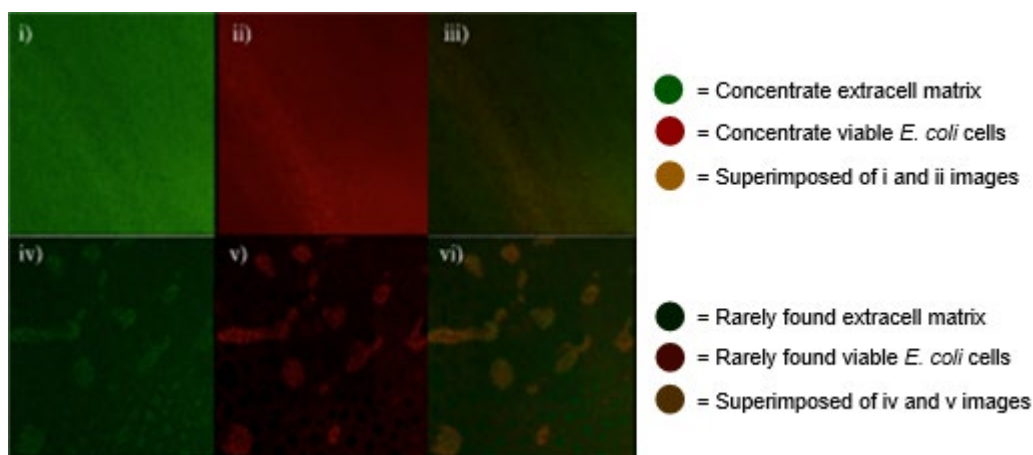 i)
ii)
iii)
= Concentrate extracell matrix
= Concentrate viable E. coli cells
= Superimposed of i and ii images
iv)
v)
vi)
= Rarely found extracell matrix
= Rarely found viable E. coli cells
= Superimposed of iv and v images